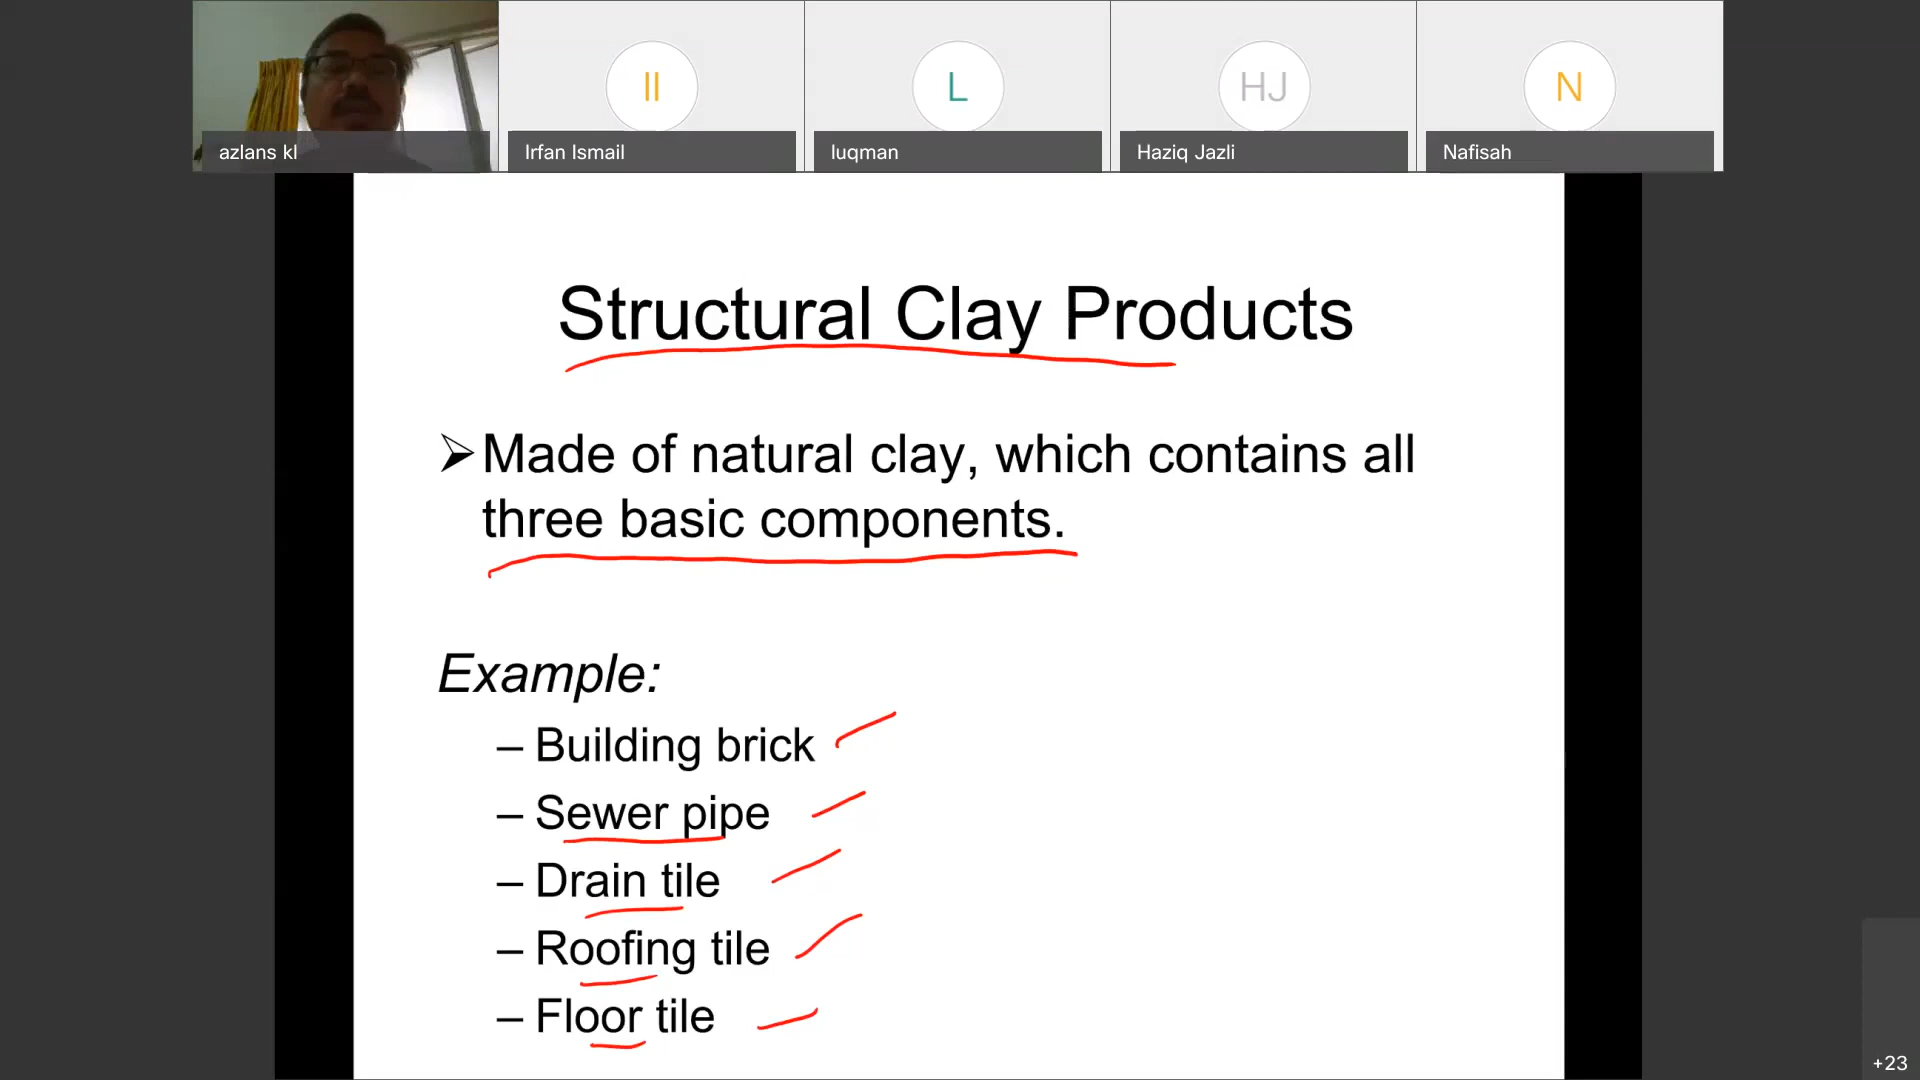 II
L
HJ
N
azlans kl
Irfan Ismail
luqman
Haziq Jazli
Nafisah
Structural Clay Products
➢Made of natural clay, which contains all
three basic components.
Example:
– Building brick
– Sewer pipe
– Drain tile
– Roofing tile
– Floor tile
+23